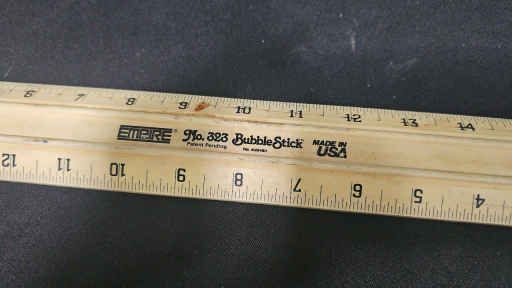 6 7 8 9 10 11 12 13 14
EMPIRE® No. 323 BubbleStick MADE IN USA
Patent Pending
12 11 10 9 8 7 6 5 4